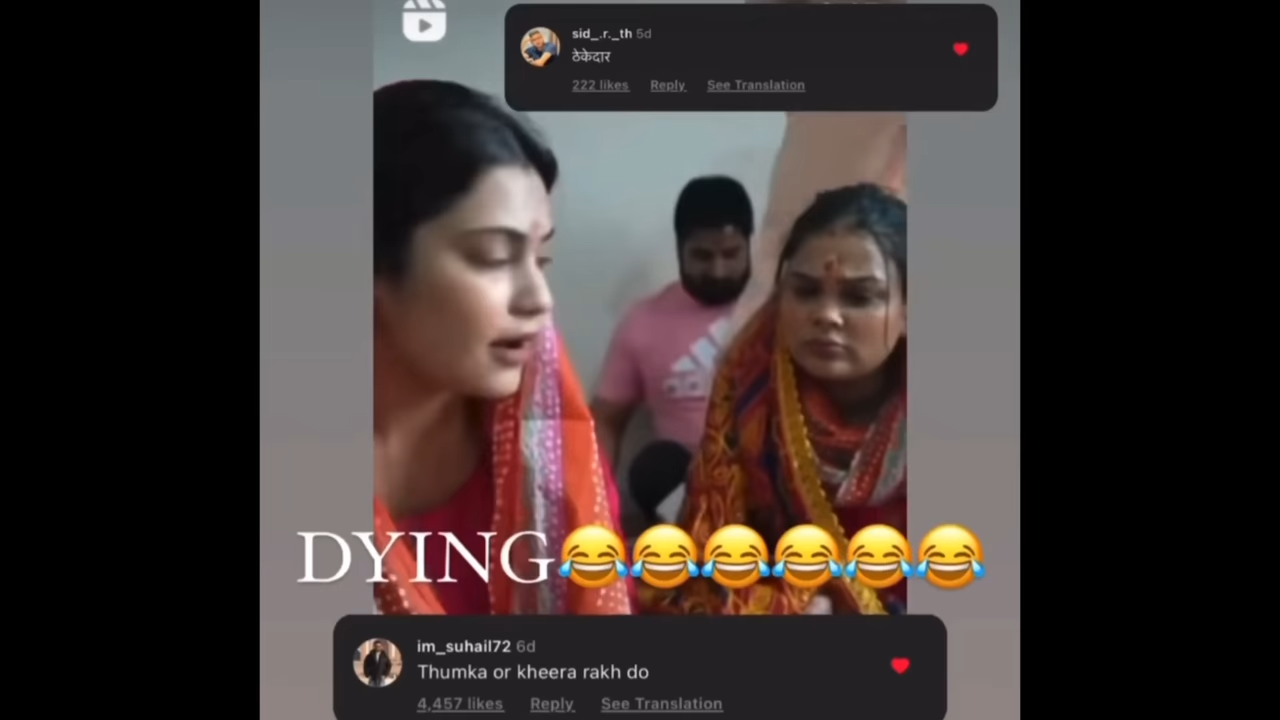 sid_.r._th 5d
ठेकेदार
222 likes Reply See Translation
adidas
DYING😂😂😂😂😂😂
im_suhail72 6d
Thumka or kheera rakh do
4,457 likes Reply See Translation